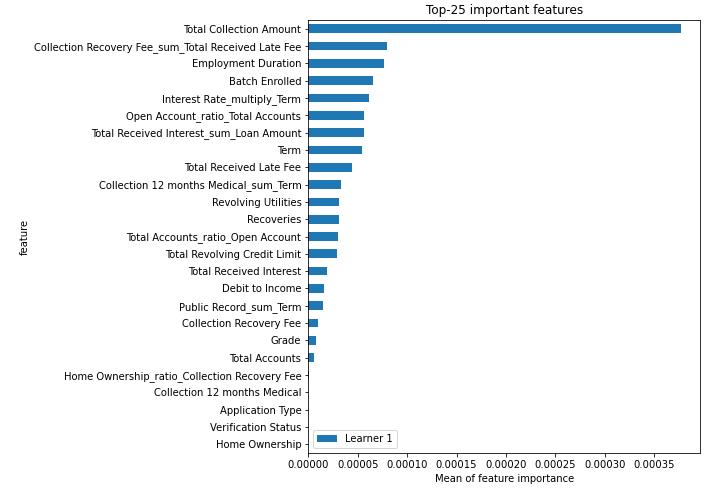 Top-25 important features
Total Collection Amount
Collection Recovery Fee_sum_Total Received Late Fee
Employment Duration
Batch Enrolled
Interest Rate_multiply_Term
Open Account_ratio_Total Accounts
Total Received Interest_sum_Loan Amount
Term
Total Received Late Fee
Collection 12 months Medical_sum_Term
Revolving Utilities
Recoveries
Total Accounts_ratio_Open Account
Total Revolving Credit Limit
Total Received Interest
Debit to Income
Public Record_sum_Term
Collection Recovery Fee
Grade
Total Accounts
Home Ownership_ratio_Collection Recovery Fee
Collection 12 months Medical
Application Type
Verification Status
Home Ownership
feature
Learner 1
0.00000 0.00005 0.00010 0.00015 0.00020 0.00025 0.00030 0.00035
Mean of feature importance